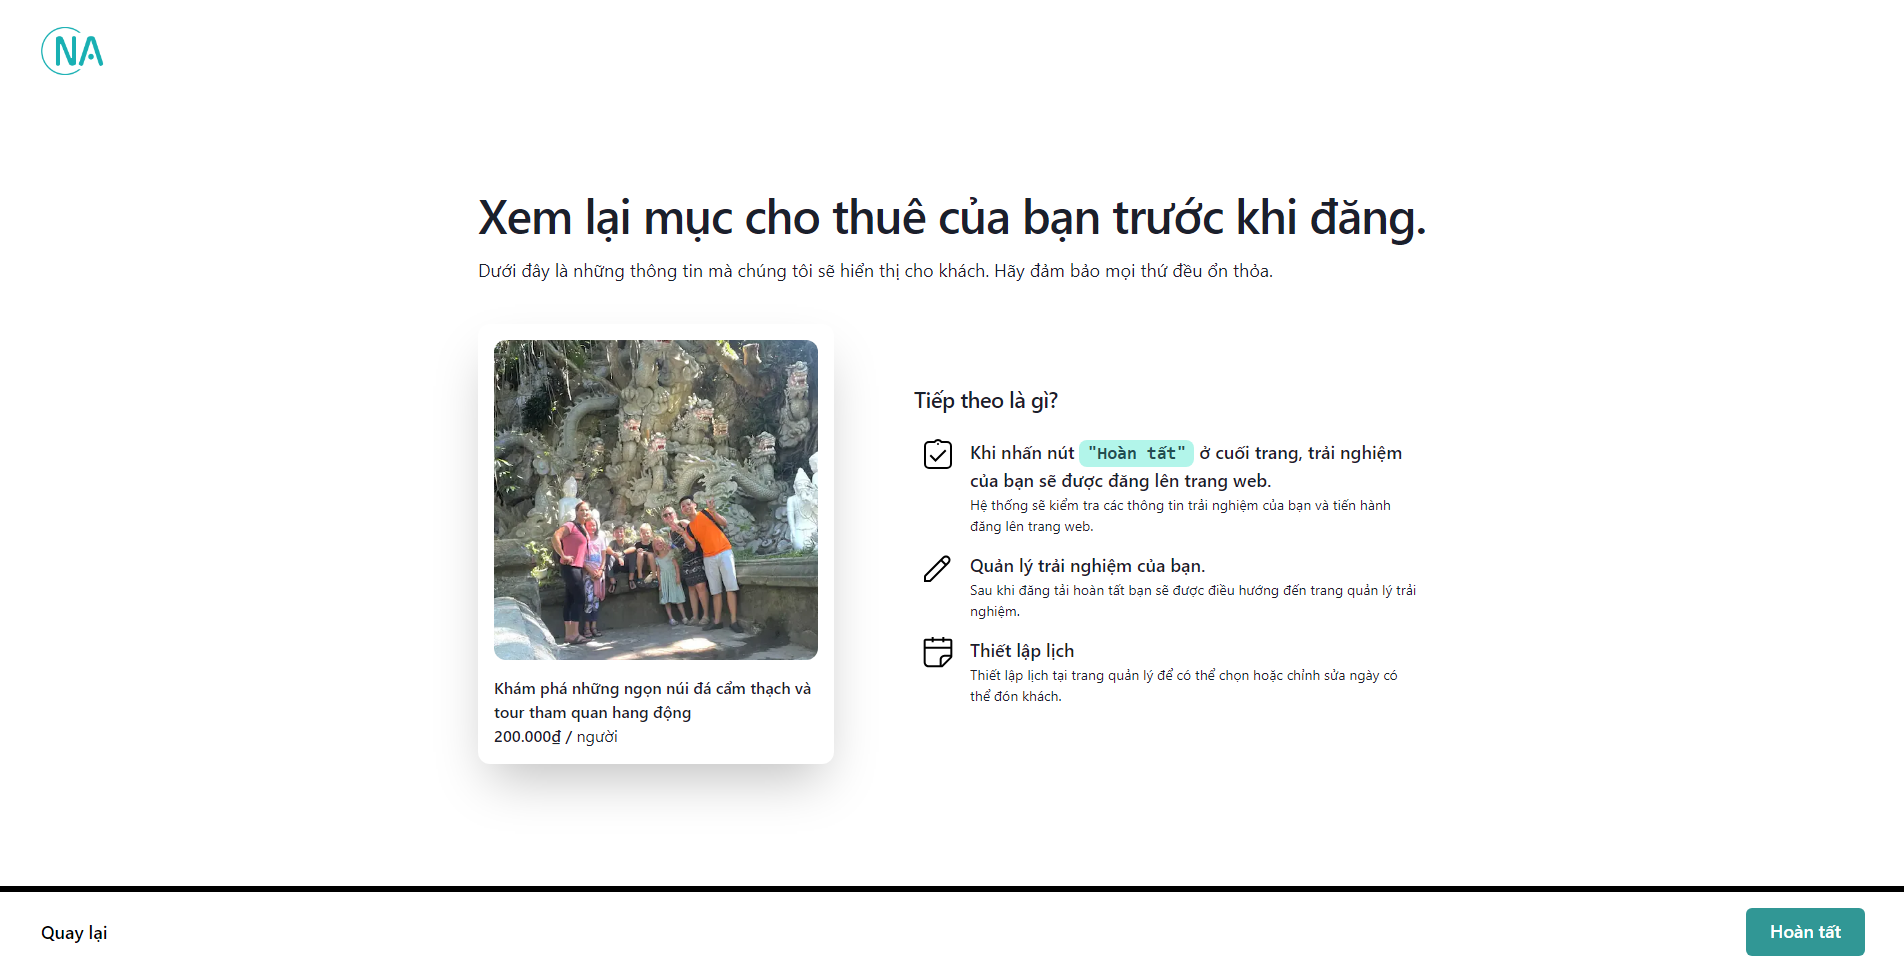 NA
Xem lại mục cho thuê của bạn trước khi đăng.
Dưới đây là những thông tin mà chúng tôi sẽ hiển thị cho khách. Hãy đảm bảo mọi thứ đều ổn thỏa.
Khám phá những ngọn núi đá cẩm thạch và
tour tham quan hang động
200.000₫ / người
Tiếp theo là gì?
Khi nhấn nút "Hoàn tất" ở cuối trang, trải nghiệm
của bạn sẽ được đăng lên trang web.
Hệ thống sẽ kiểm tra các thông tin trải nghiệm của bạn và tiến hành
đăng lên trang web.
Quản lý trải nghiệm của bạn.
Sau khi đăng tải hoàn tất bạn sẽ được điều hướng đến trang quản lý trải
nghiệm.
Thiết lập lịch
Thiết lập lịch tại trang quản lý để có thể chọn hoặc chỉnh sửa ngày có
thể đón khách.
Quay lại
Hoàn tất